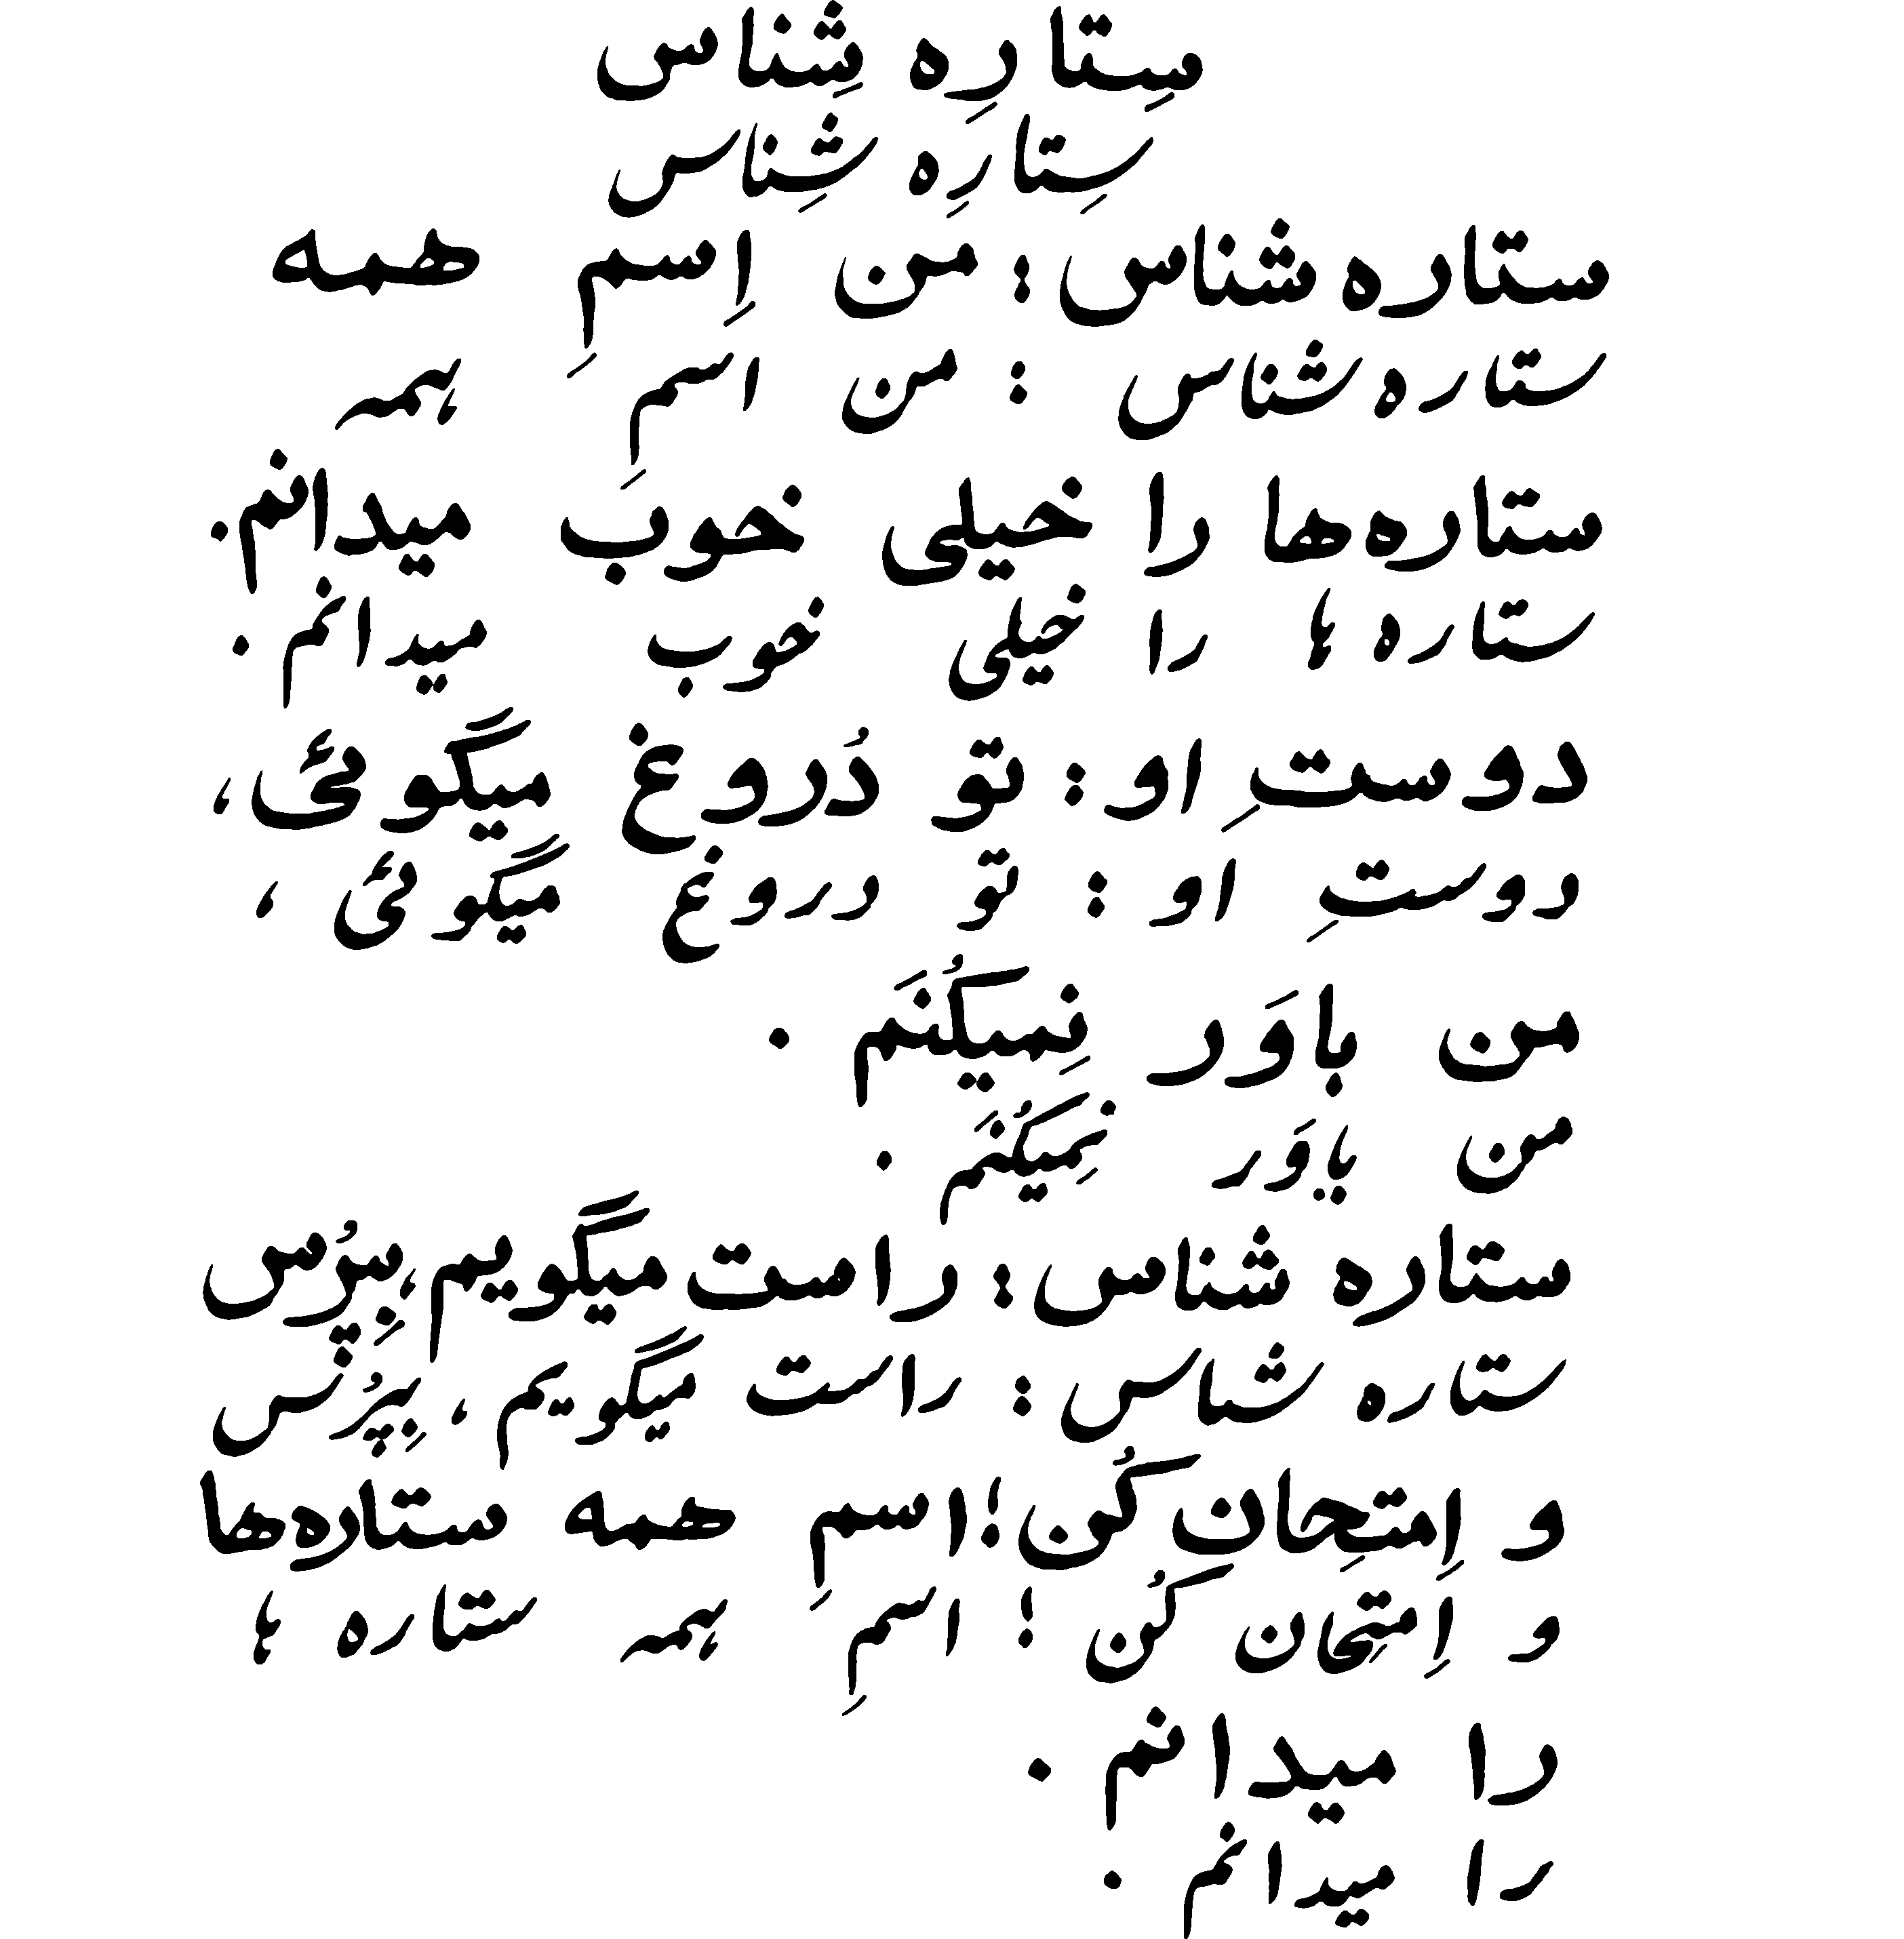 سِتارِه شِناس
سِتارِه شِناس
ستاره شناس : من اِسمِ همه
ستاره شناس : من اسمِ همه
ستاره‌ها را خیلی خوب میدانم.
ستاره ها را خیلی خوب میدانم .
دوستِ او : تو دُروغ میگوئی،
دوستِ او : تو دروغ میگوئی ،
من باوَر نِمیکُنَم .
من باوَر نِمیکُنَم .
ستاره شناس : راست میگویم، بِپُرس
ستاره شناس : راست میگویم ، بِپُرس
و اِمتِحان کُن ! اسمِ همه ستاره‌ها
و اِمتِحان کُن ! اسمِ همه ستاره ها
را میدانم .
را میدانم .